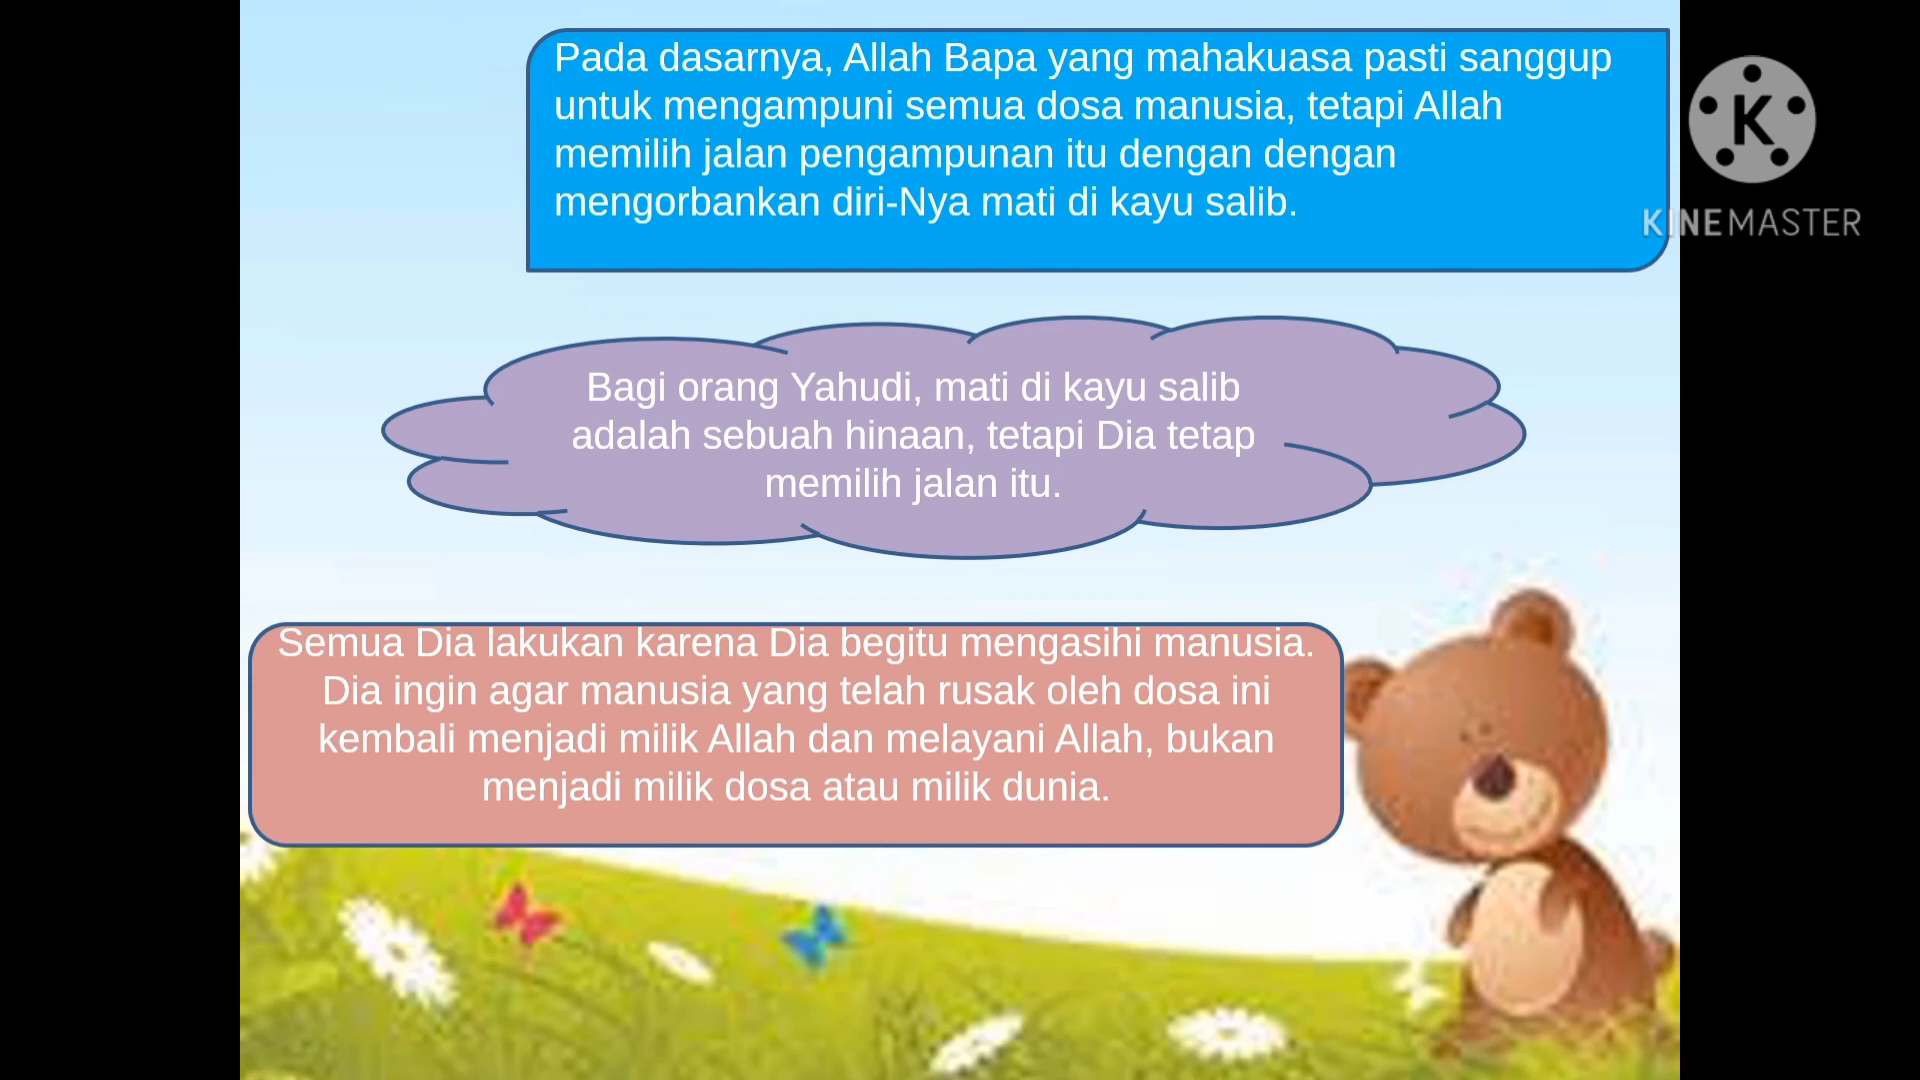 Pada dasarnya, Allah Bapa yang mahakuasa pasti sanggup
untuk mengampuni semua dosa manusia, tetapi Allah
memilih jalan pengampunan itu dengan dengan
mengorbankan diri-Nya mati di kayu salib.
K
KINEMASTER
Bagi orang Yahudi, mati di kayu salib
adalah sebuah hinaan, tetapi Dia tetap
memilih jalan itu.
Semua Dia lakukan karena Dia begitu mengasihi manusia.
Dia ingin agar manusia yang telah rusak oleh dosa ini
kembali menjadi milik Allah dan melayani Allah, bukan
menjadi milik dosa atau milik dunia.